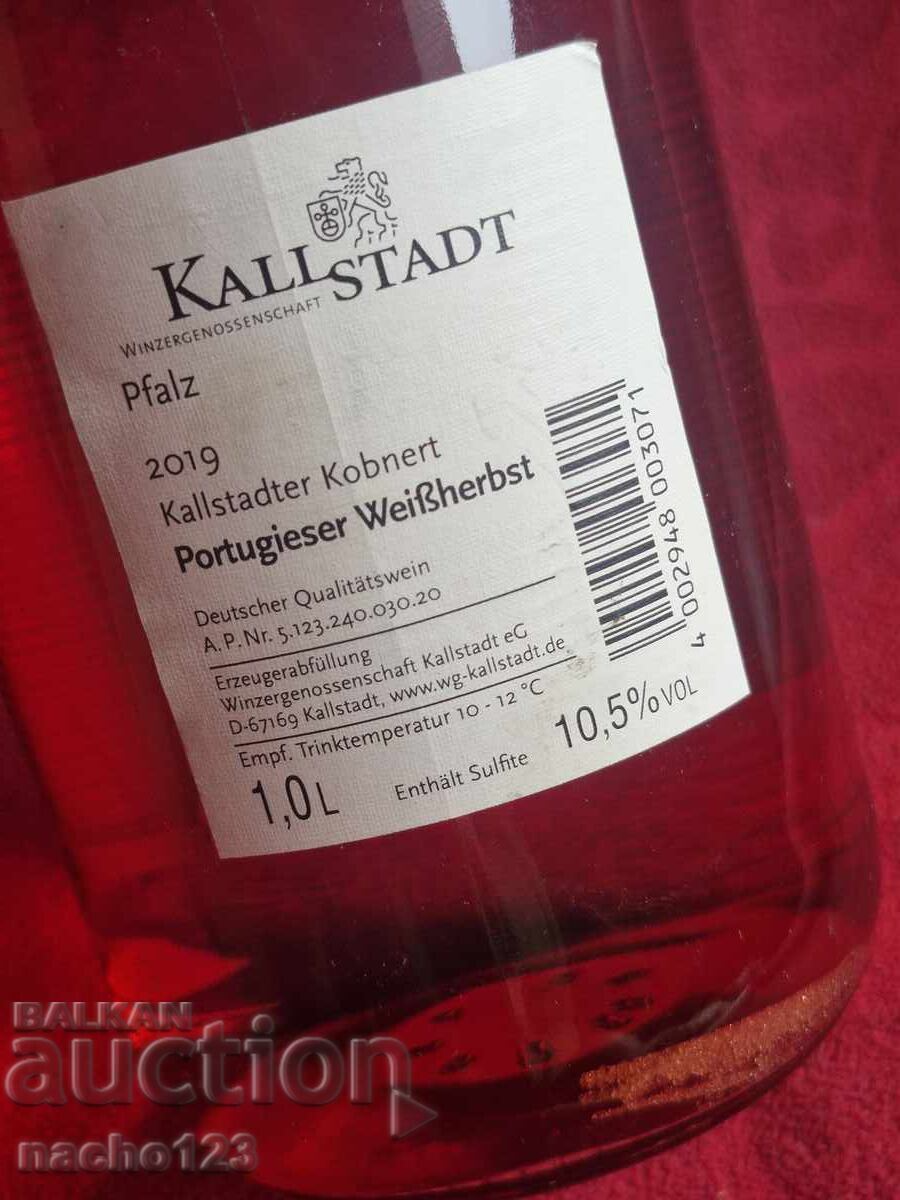 KALLSTADT
WINZERGENOSSENSCHAFT
Pfalz
2019
Kallstadter Kobnert
Portugieser Weißherbst
Deutscher Qualitätswein
A.P.Nr. 5.123.240.030.20
Erzeugerabfüllung
Winzergenossenschaft Kallstadt eG
D-67169 Kallstadt, www.wg-kallstadt.de
Empf. Trinktemperatur 10 - 12 °C
1,0 L
Enthält Sulfite
10,5%VOL
4 002948 003071
BALKAN
auction
nacho123